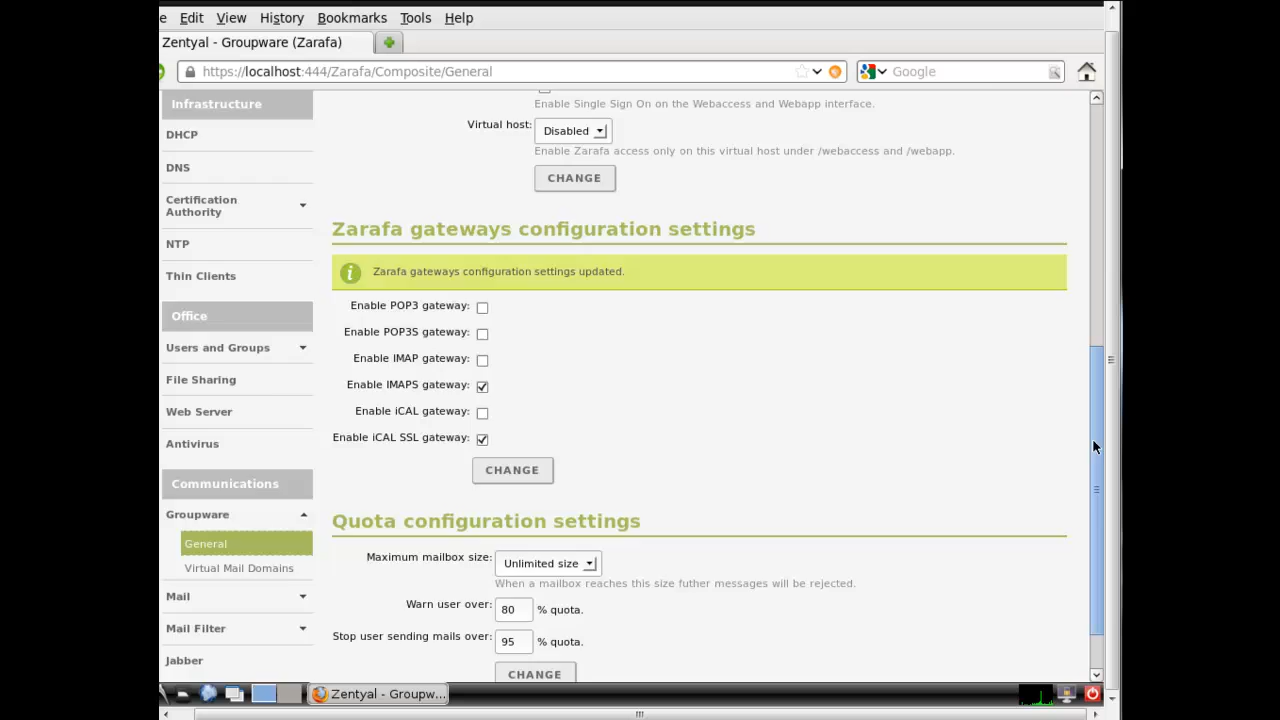 e Edit View History Bookmarks Tools Help
Zentyal - Groupware (Zarafa)
https://localhost:444/Zarafa/Composite/General
Google
Infrastructure
DHCP
DNS
Certification
Authority
NTP
Thin Clients
Office
Users and Groups
File Sharing
Web Server
Antivirus
Communications
Groupware
General
Virtual Mail Domains
Mail
Mail Filter
Jabber
Enable Single Sign On on the Webaccess and Webapp interface.
Virtual host: Disabled
Enable Zarafa access only on this virtual host under /webaccess and /webapp.
CHANGE
Zarafa gateways configuration settings
Zarafa gateways configuration settings updated.
Enable POP3 gateway:
Enable POP3S gateway:
Enable IMAP gateway:
Enable IMAPS gateway:
Enable iCAL gateway:
Enable iCAL SSL gateway:
CHANGE
Quota configuration settings
Maximum mailbox size: Unlimited size
When a mailbox reaches this size futher messages will be rejected.
Warn user over: 80 % quota.
Stop user sending mails over: 95 % quota.
CHANGE
Zentyal - Groupw...